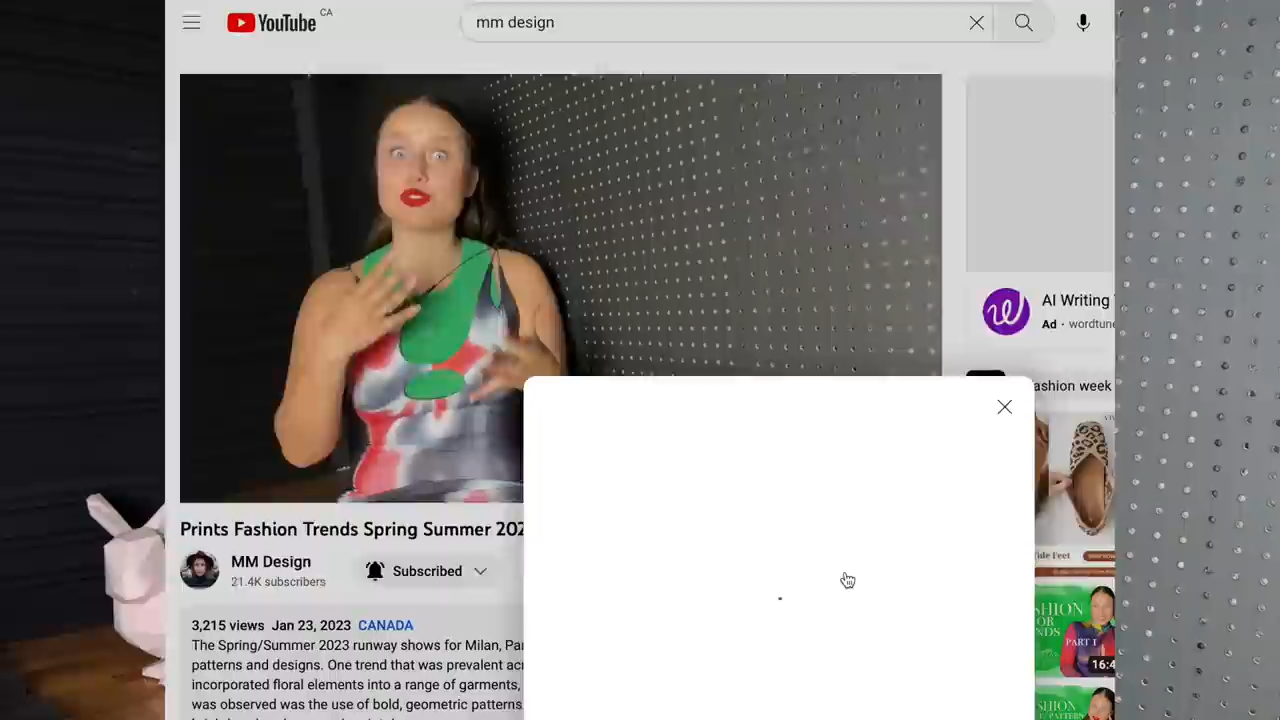 YouTube CA
mm design
AI Writing
Ad · wordtune
Prints Fashion Trends Spring Summer
MM Design
21.4K subscribers
Subscribed
3,215 views Jan 23, 2023 CANADA
The Spring/Summer 2023 runway shows for Milan,
patterns and designs. One trend that was prevalent
incorporated floral elements into a range of garments,
was observed was the use of bold, geometric patterns
ashion week
PART 1
16:4